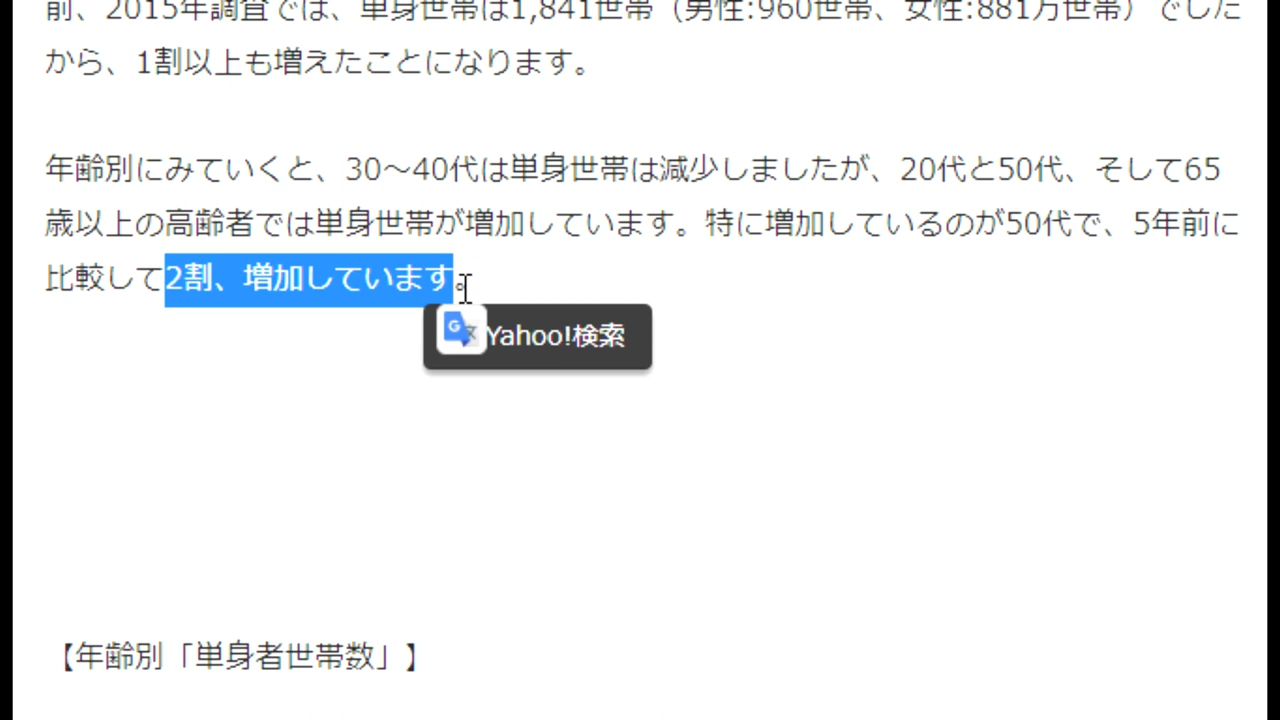 前、2015年調査では、単身世帯は1,841世帯（男性:960世帯、女性:881万世帯）でした
から、1割以上も増えたことになります。
年齢別にみていくと、30～40代は単身世帯は減少しましたが、20代と50代、そして65
歳以上の高齢者では単身世帯が増加しています。特に増加しているのが50代で、5年前に
比較して2割、増加しています。
Yahoo!検索
【年齢別「単身者世帯数」】